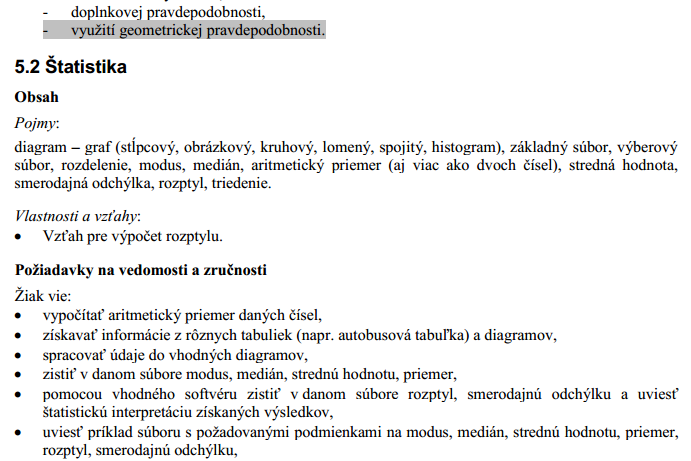 - doplnkovej pravdepodobnosti,
- využití geometrickej pravdepodobnosti.
5.2 Štatistika
Obsah
Pojmy:
diagram – graf (stĺpcový, obrázkový, kruhový, lomený, spojitý, histogram), základný súbor, výberový
súbor, rozdelenie, modus, medián, aritmetický priemer (aj viac ako dvoch čísel), stredná hodnota,
smerodajná odchýlka, rozptyl, triedenie.
Vlastnosti a vzťahy:
• Vzťah pre výpočet rozptylu.
Požiadavky na vedomosti a zručnosti
Žiak vie:
• vypočítať aritmetický priemer daných čísel,
• získavať informácie z rôznych tabuliek (napr. autobusová tabuľka) a diagramov,
• spracovať údaje do vhodných diagramov,
• zistiť v danom súbore modus, medián, strednú hodnotu, priemer,
• pomocou vhodného softvéru zistiť v danom súbore rozptyl, smerodajnú odchýlku a uviesť
štatistickú interpretáciu získaných výsledkov,
• uviesť príklad súboru s požadovanými podmienkami na modus, medián, strednú hodnotu, priemer,
rozptyl, smerodajnú odchýlku,